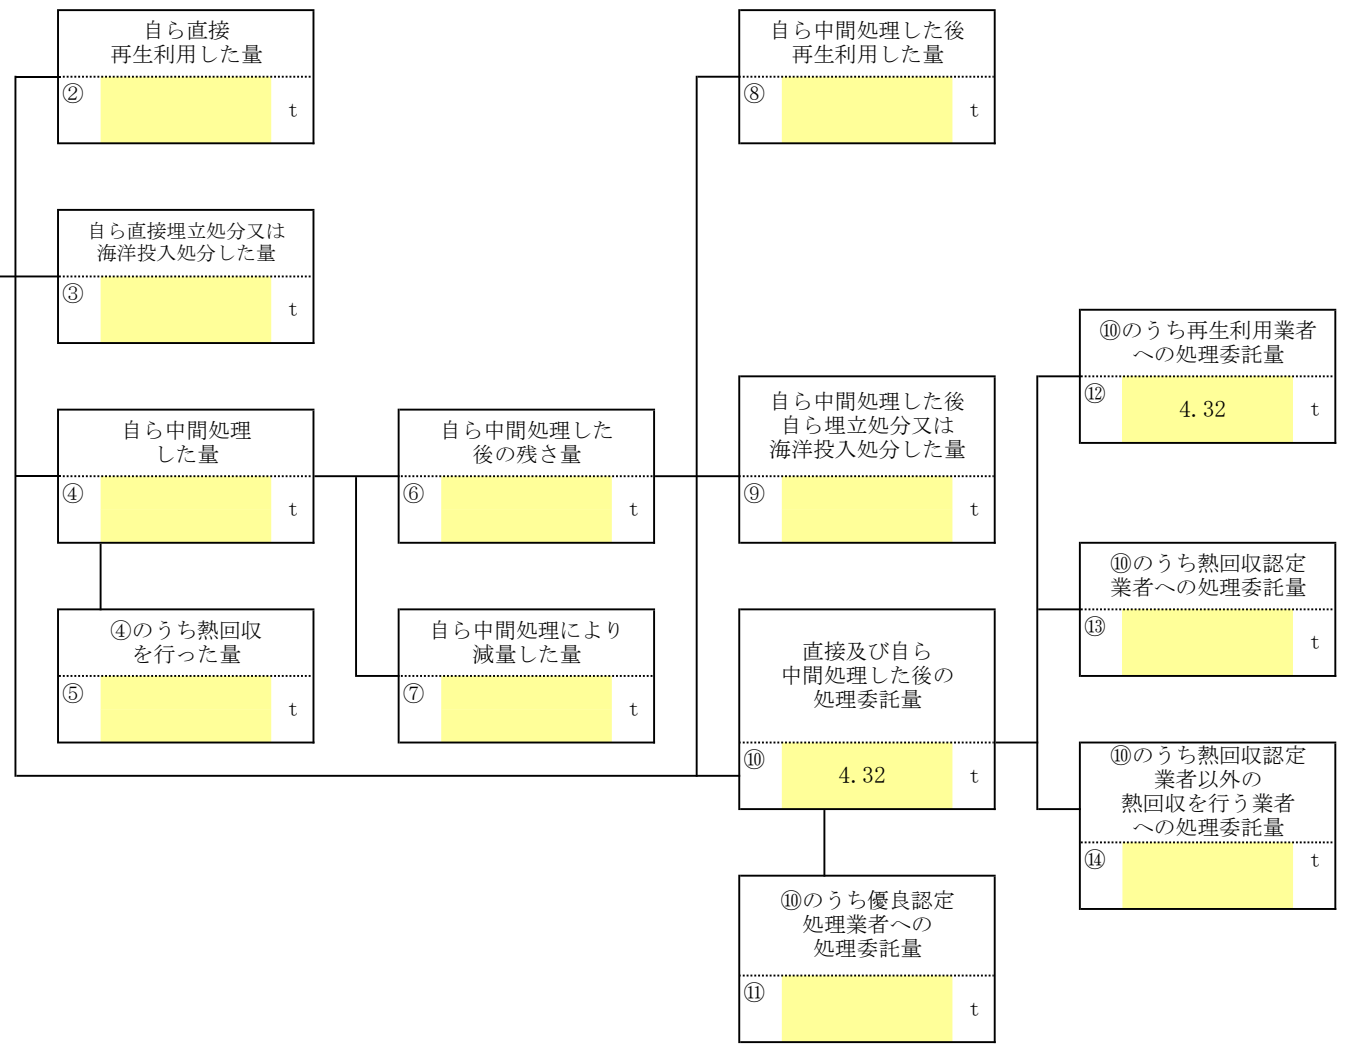 自ら直接
再生利用した量
②
t
自ら中間処理した後
再生利用した量
⑧
t
自ら直接埋立処分又は
海洋投入処分した量
③
t
⑩のうち再生利用業者
への処理委託量
⑫
4.32
t
自ら中間処理
した量
④
t
自ら中間処理した
後の残さ量
⑥
t
自ら中間処理した後
自ら埋立処分又は
海洋投入処分した量
⑨
t
⑩のうち熱回収認定
業者への処理委託量
⑬
t
④のうち熱回収
を行った量
⑤
t
自ら中間処理により
減量した量
⑦
t
直接及び自ら
中間処理した後の
処理委託量
⑩
4.32
t
⑩のうち熱回収認定
業者以外の
熱回収を行う業者
への処理委託量
⑭
t
⑩のうち優良認定
処理業者への
処理委託量
⑪
t